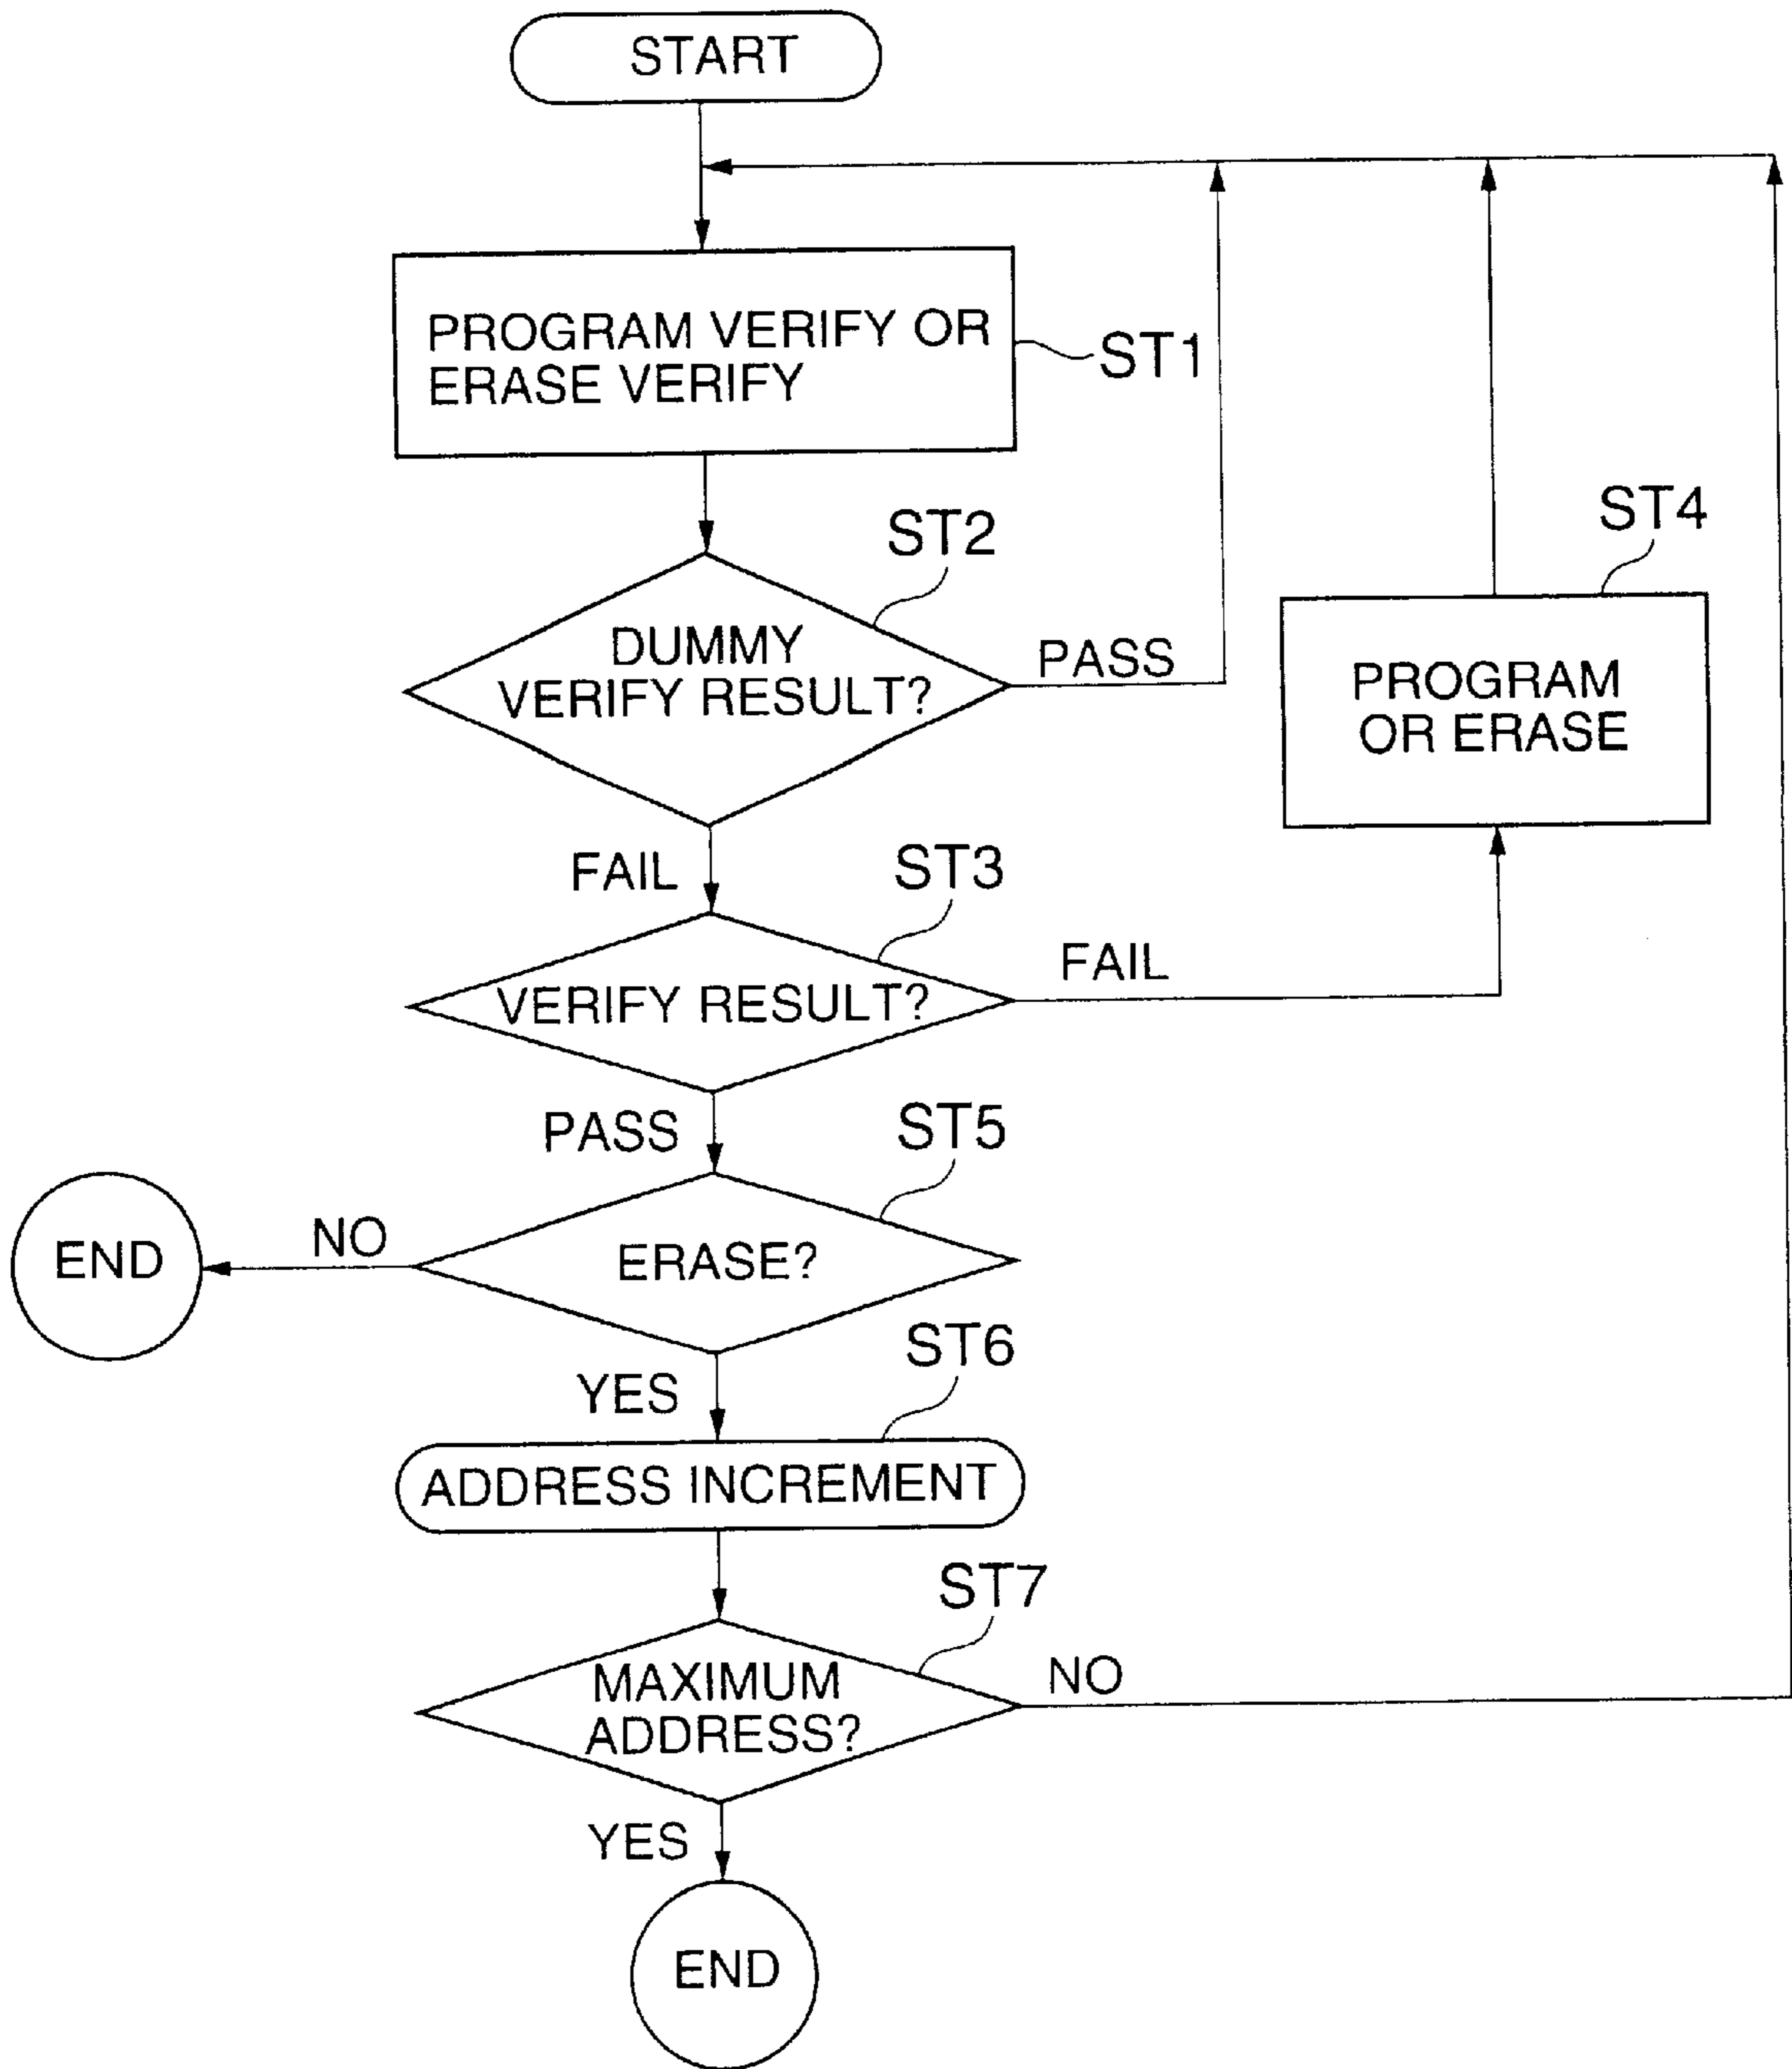 START
PROGRAM VERIFY OR
ERASE VERIFY
ST1
ST2
DUMMY
VERIFY RESULT?
PASS
ST4
PROGRAM
OR ERASE
FAIL
ST3
VERIFY RESULT?
FAIL
PASS
ST5
ERASE?
NO
END
YES
ST6
ADDRESS INCREMENT
ST7
MAXIMUM
ADDRESS?
NO
YES
END